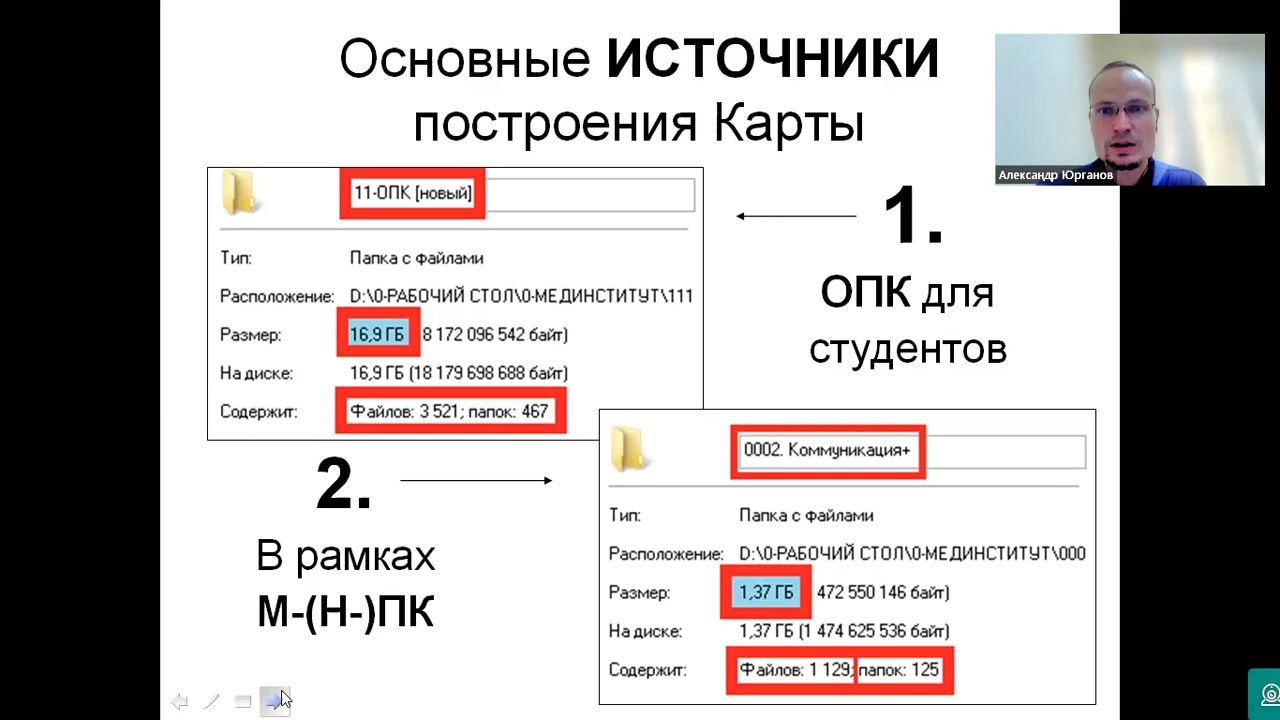 Основные ИСТОЧНИКИ
построения Карты
Александр Юрганов
11-ОПК [новый]
Тип: Папка с файлами
Расположение: D:\0-РАБОЧИЙ СТОЛ\0-МЕДИНСТИТУТ\111
Размер: 16,9 ГБ 8 172 096 542 байт)
На диске: 16,9 ГБ (18 179 698 688 байт)
Содержит: Файлов: 3 521; папок: 467
1.
ОПК для
студентов
2.
В рамках
М-(Н-)ПК
0002. Коммуникация+
Тип: Папка с файлами
Расположение: D:\0-РАБОЧИЙ СТОЛ\0-МЕДИНСТИТУТ\000
Размер: 1,37 ГБ 472 550 146 байт)
На диске: 1,37 ГБ (1 474 625 536 байт)
Содержит: Файлов: 1 129; папок: 125